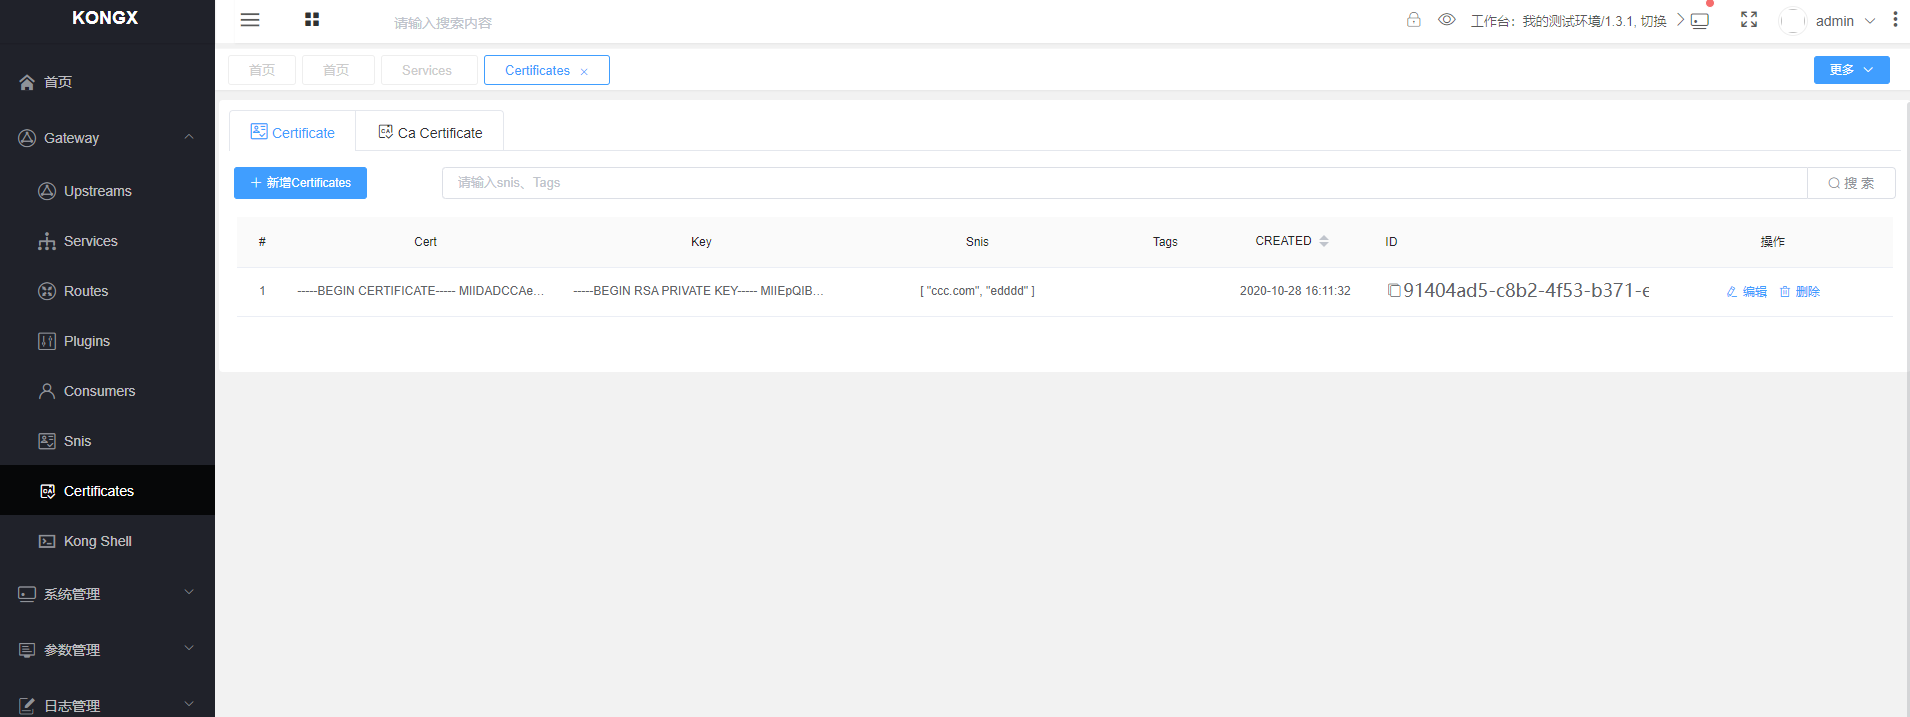 KONGX
请输入搜索内容
工作台：我的测试环境/1.3.1, 切换
admin
首页
首页
Services
Certificates
更多
首页
Gateway
Upstreams
Services
Routes
Plugins
Consumers
Snis
Certificates
Kong Shell
系统管理
参数管理
日志管理
Certificate
Ca Certificate
新增Certificates
请输入snis、Tags
搜 索
# Cert Key Snis Tags CREATED ID 操作
1 -----BEGIN CERTIFICATE----- MIIDADCCAe... -----BEGIN RSA PRIVATE KEY----- MIIEpQIB... [ "ccc.com", "edddd" ] 2020-10-28 16:11:32 91404ad5-c8b2-4f53-b371-e 编辑 删除